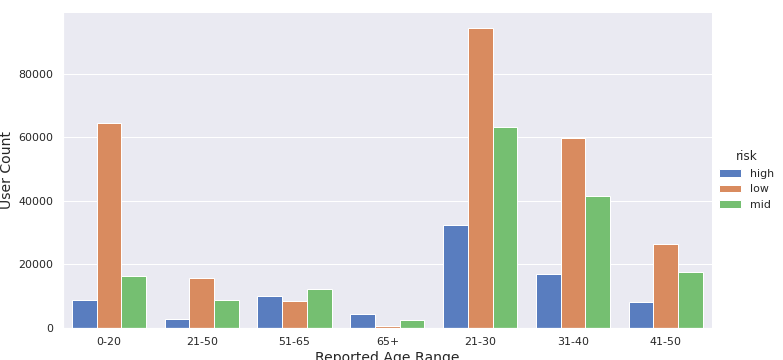 User Count
80000
60000
40000
20000
0
0-20 21-50 51-65 65+ 21-30 31-40 41-50
Reported Age Range
risk
high
low
mid